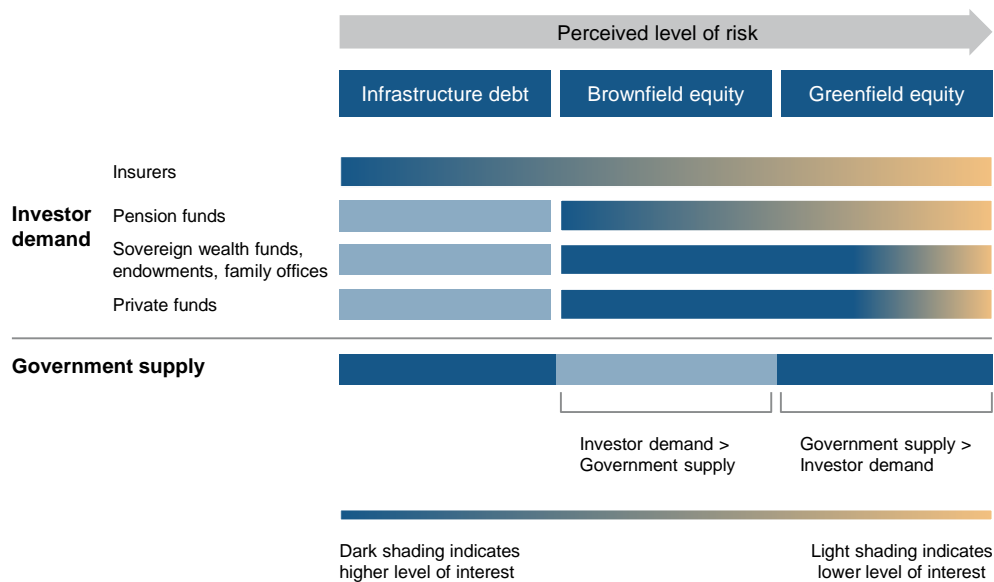 Perceived level of risk
Infrastructure debt
Brownfield equity
Greenfield equity
Investor
demand
Insurers
Pension funds
Sovereign wealth funds,
endowments, family offices
Private funds
Government supply
Investor demand >
Government supply
Government supply >
Investor demand
Dark shading indicates
higher level of interest
Light shading indicates
lower level of interest